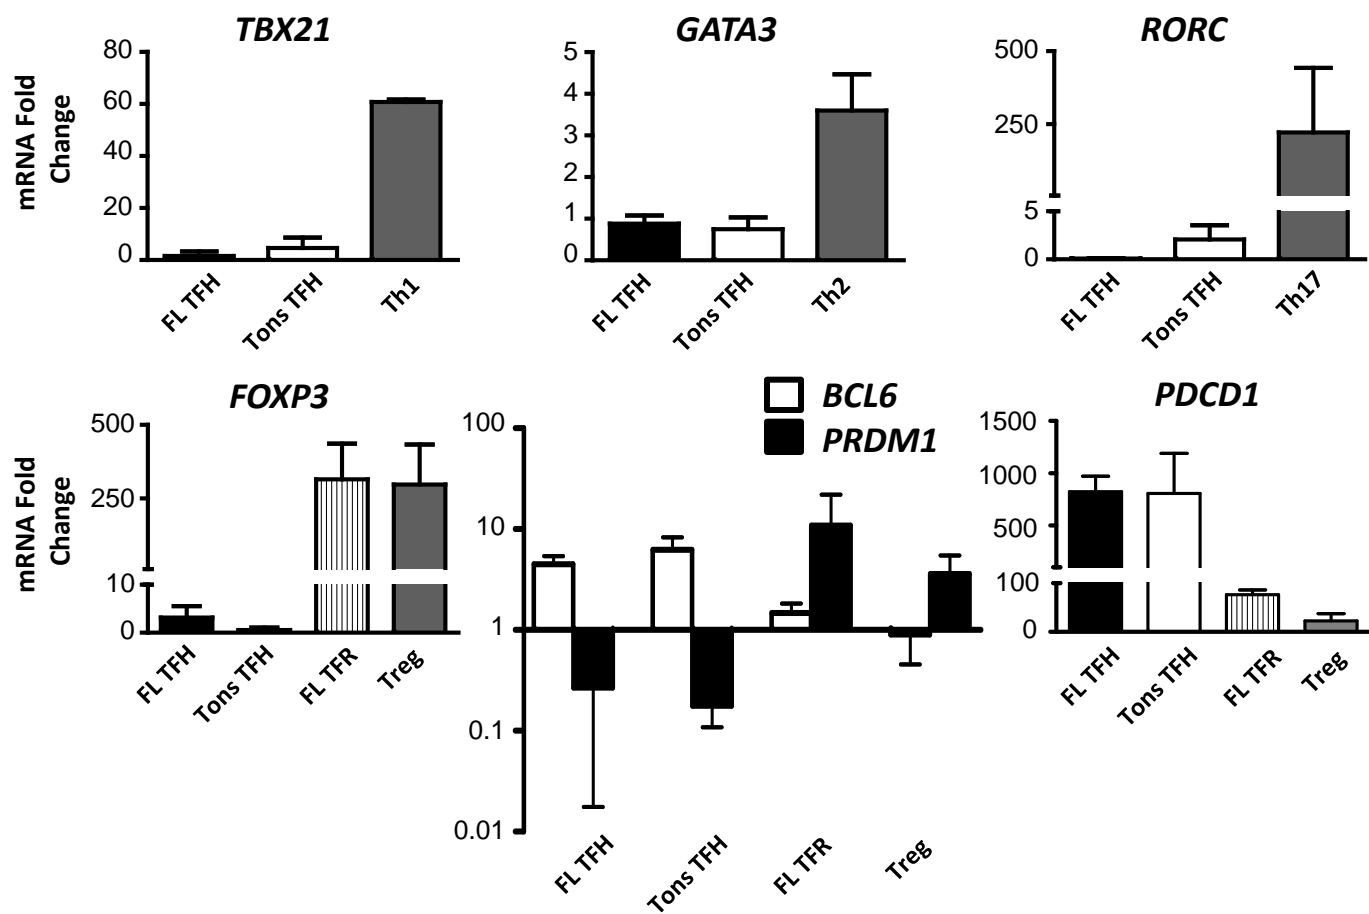 TBX21
mRNA Fold
Change
80
60
40
20
0
FL TFH
Tons TFH
Th1
GATA3
5
4
3
2
1
0
FL TFH
Tons TFH
Th2
RORC
500
250
5
0
FL TFH
Tons TFH
Th17
FOXP3
mRNA Fold
Change
500
250
10
0
FL TFH
Tons TFH
FL TFR
Treg
BCL6
PRDM1
100
10
1
0.1
0.01
FL TFH
Tons TFH
FL TFR
Treg
PDCD1
1500
1000
500
100
0
FL TFH
Tons TFH
FL TFR
Treg